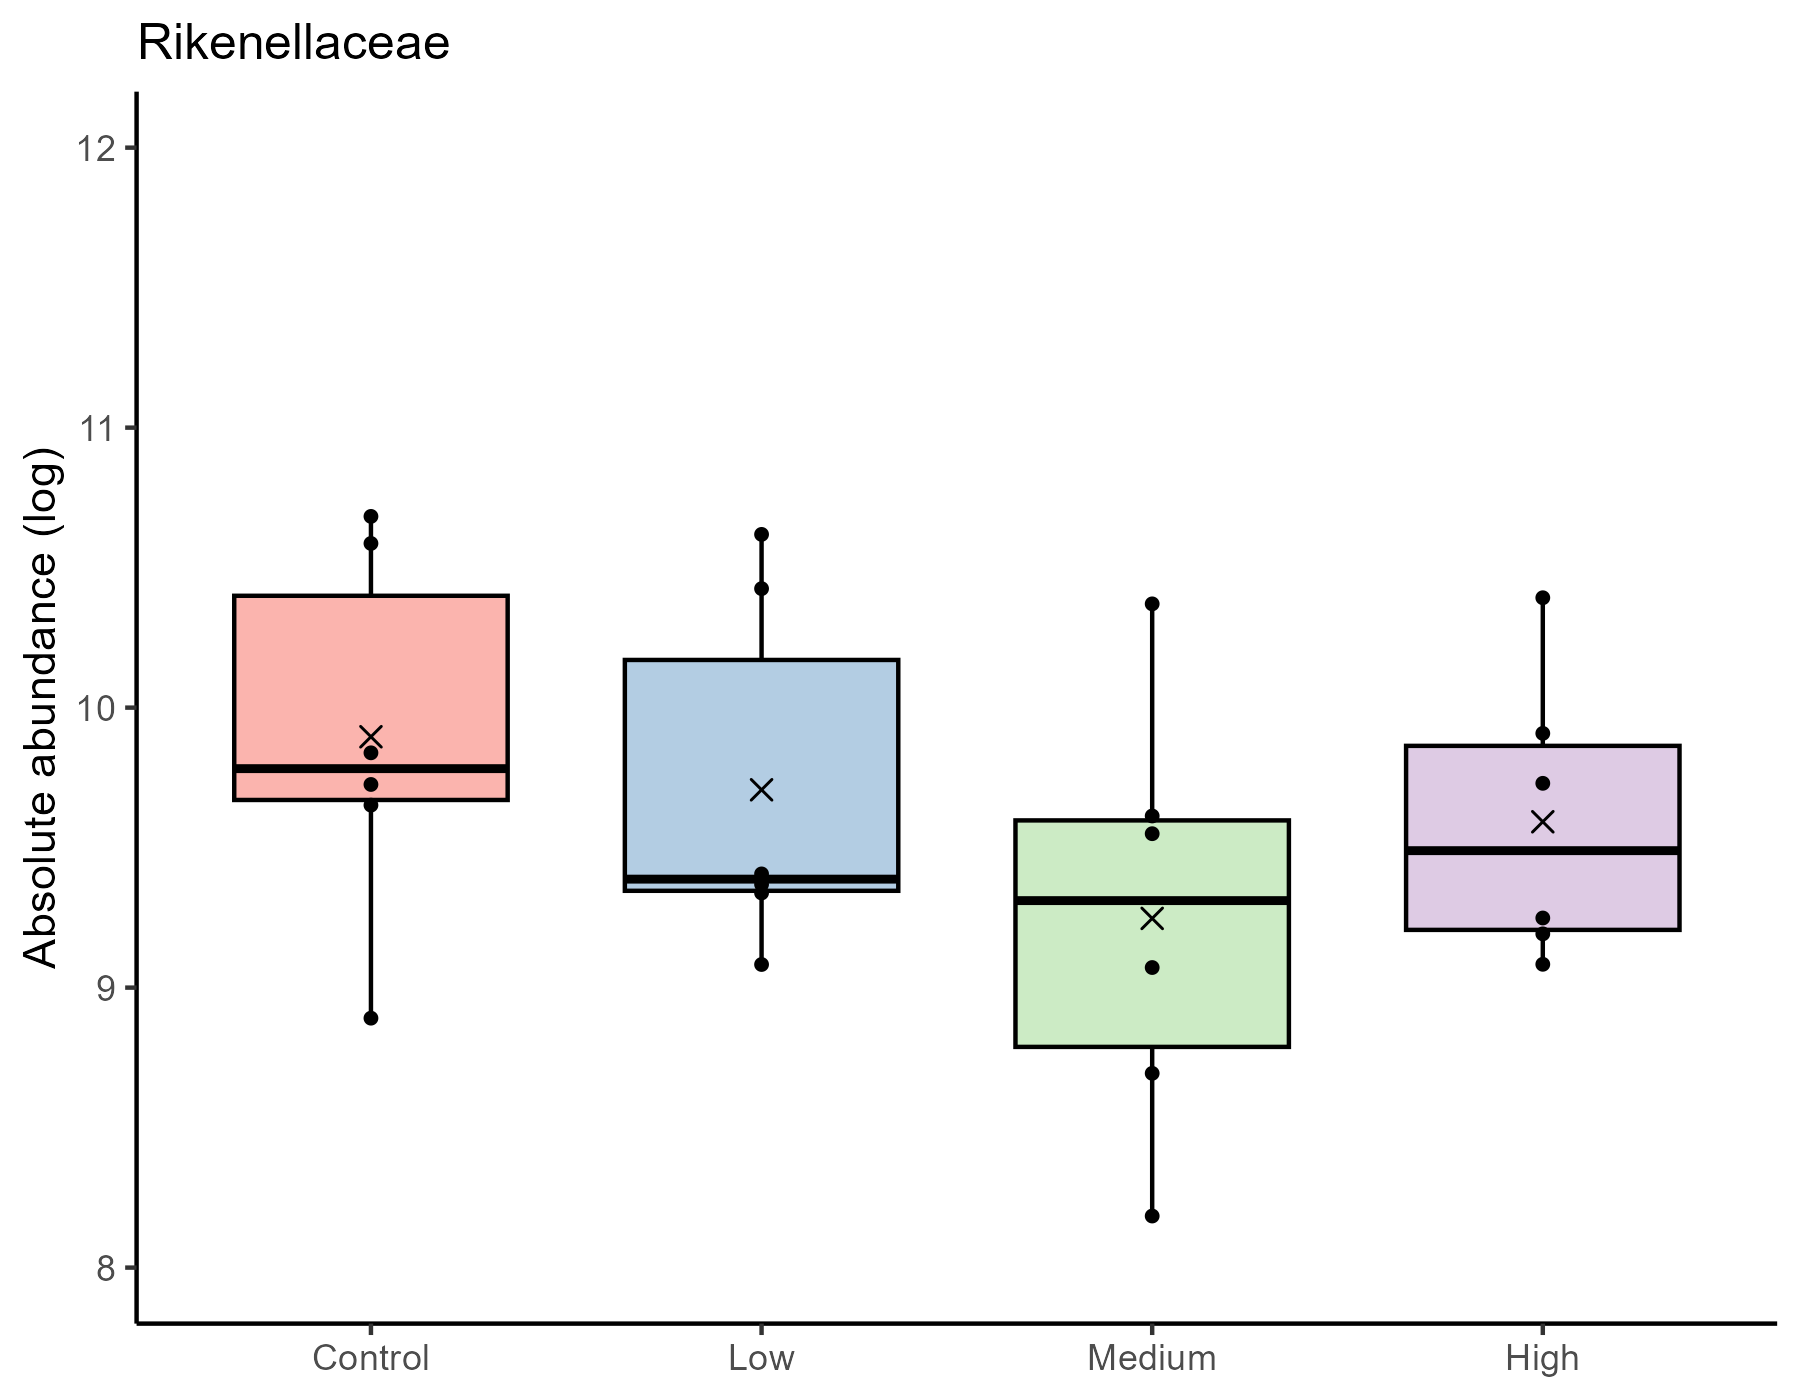 Rikenellaceae
Absolute abundance (log)
12
11
10
9
8
Control
Low
Medium
High